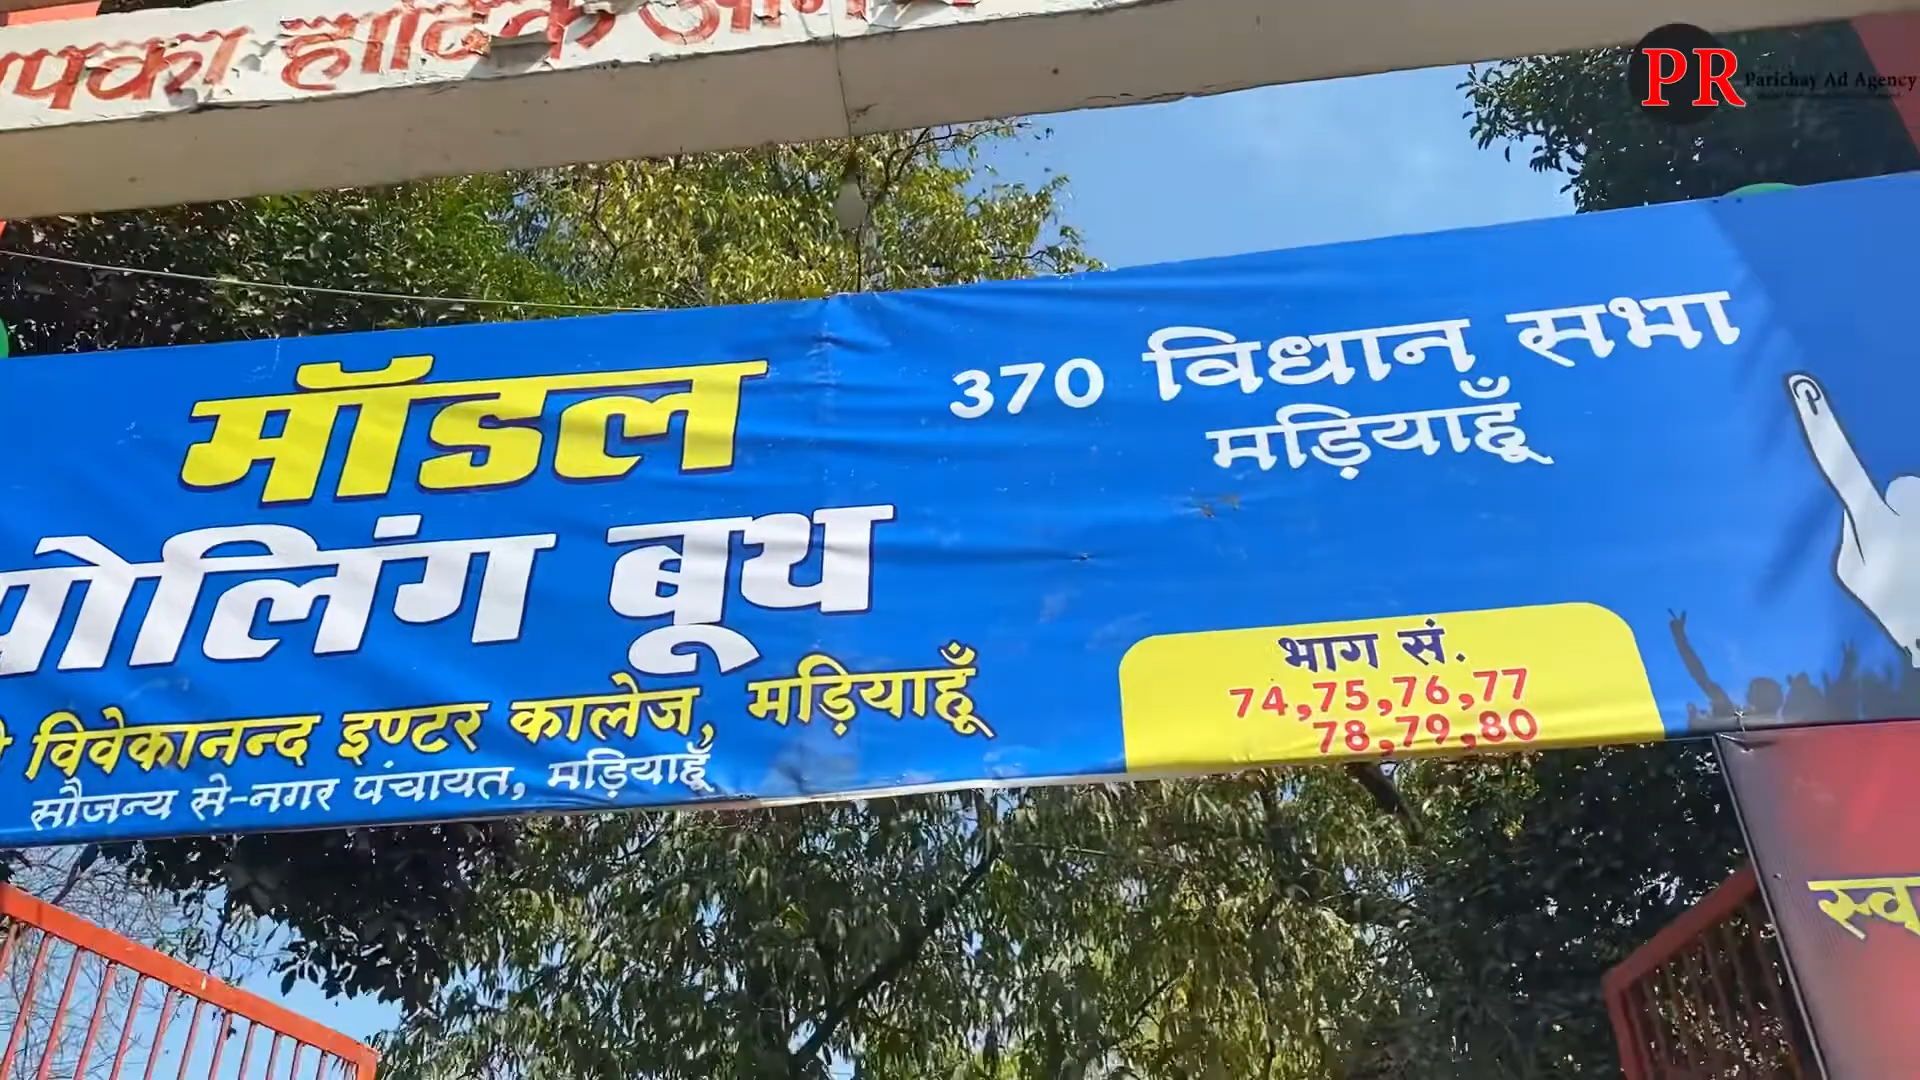 आपका हार्दिक
PR Parichay Ad Agency
मॉडल
पोलिंग बूथ
विवेकानन्द इण्टर कालेज, मड़ियाहूँ
सौजन्य से-नगर पंचायत, मड़ियाहूँ
370 विधान सभा
मड़ियाहूँ
भाग सं.
74,75,76,77
78,79,80
स्व